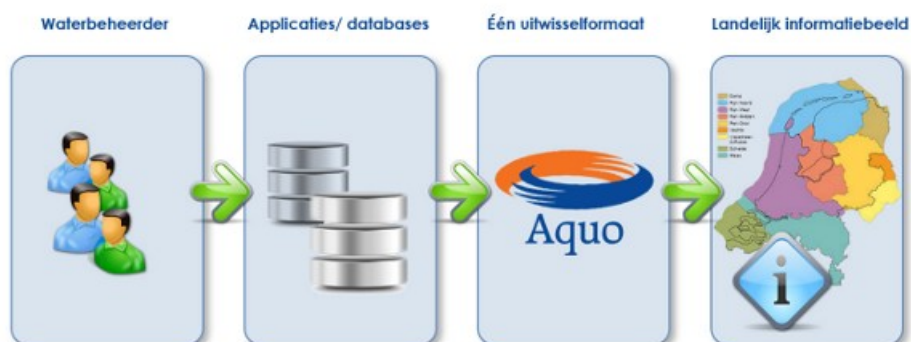 Waterbeheerder
Applicaties/ databases
Één uitwisselformaat
Landelijk informatiebeeld
Aquo
i